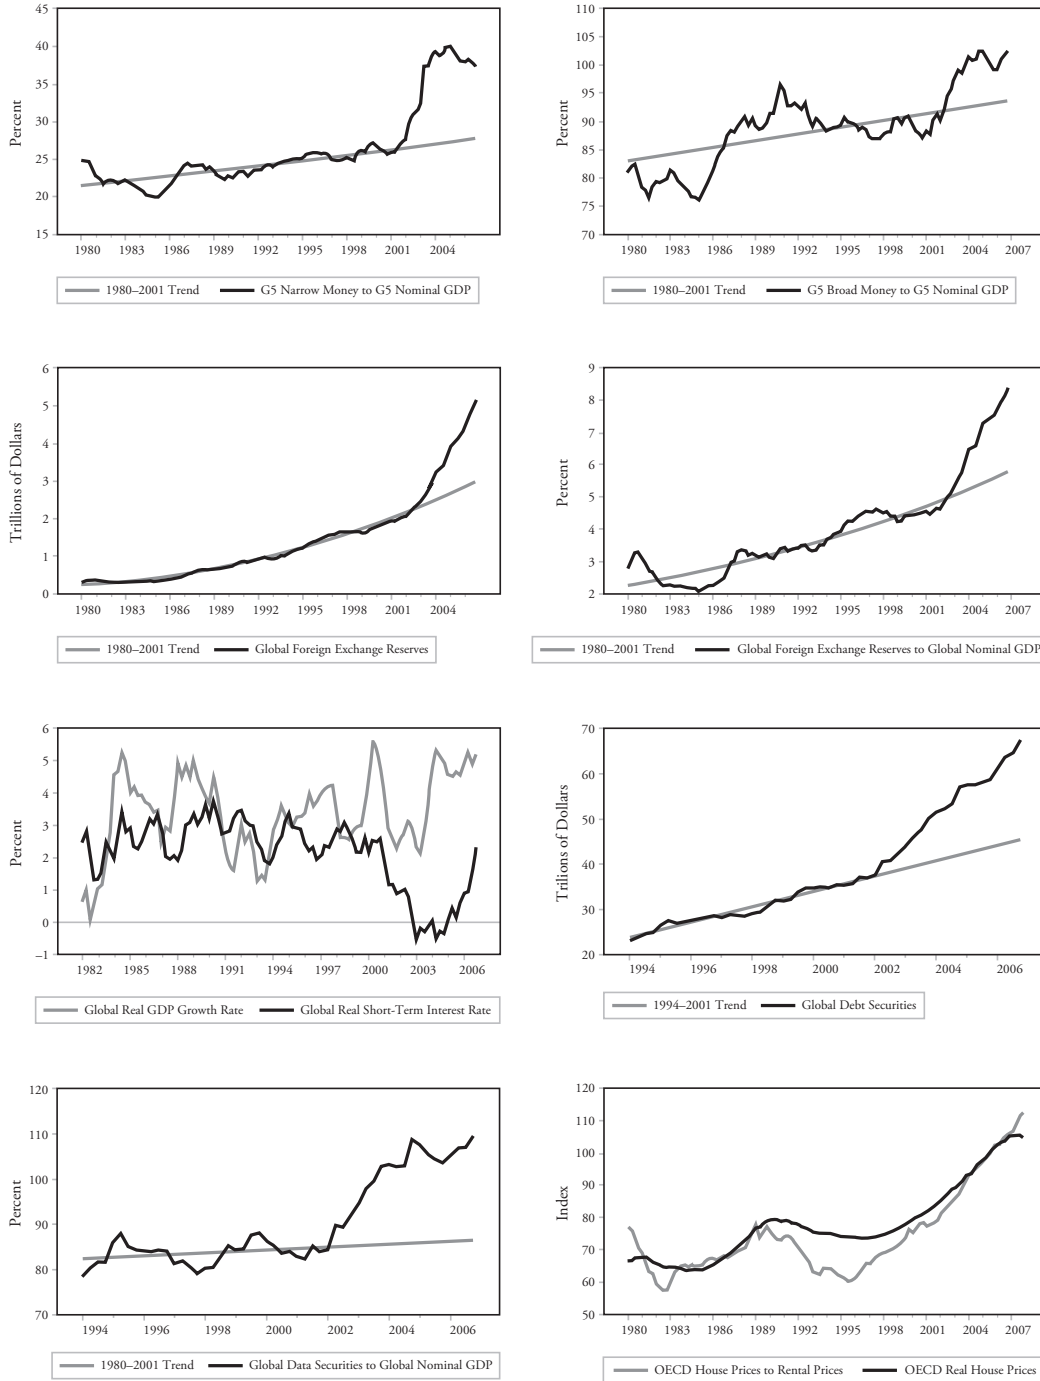 45
40
35
30
25
20
15
Percent
1980 1983 1986 1989 1992 1995 1998 2001 2004
1980–2001 Trend G5 Narrow Money to G5 Nominal GDP
110
105
100
95
90
85
80
75
70
Percent
1980 1983 1986 1989 1992 1995 1998 2001 2004 2007
1980–2001 Trend G5 Broad Money to G5 Nominal GDP
6
5
4
3
2
1
0
Trillions of Dollars
1980 1983 1986 1989 1992 1995 1998 2001 2004
1980–2001 Trend Global Foreign Exchange Reserves
9
8
7
6
5
4
3
2
Percent
1980 1983 1986 1989 1992 1995 1998 2001 2004 2007
1980–2001 Trend Global Foreign Exchange Reserves to Global Nominal GDP
6
5
4
3
2
1
0
–1
Percent
1982 1985 1988 1991 1994 1997 2000 2003 2006
Global Real GDP Growth Rate Global Real Short-Term Interest Rate
70
60
50
40
30
20
Trilions of Dollars
1994 1996 1998 2000 2002 2004 2006
1994–2001 Trend Global Debt Securities
120
110
100
90
80
70
Percent
1994 1996 1998 2000 2002 2004 2006
1980–2001 Trend Global Data Securities to Global Nominal GDP
120
110
100
90
80
70
60
50
Index
1980 1983 1986 1989 1992 1995 1998 2001 2004 2007
OECD House Prices to Rental Prices OECD Real House Prices